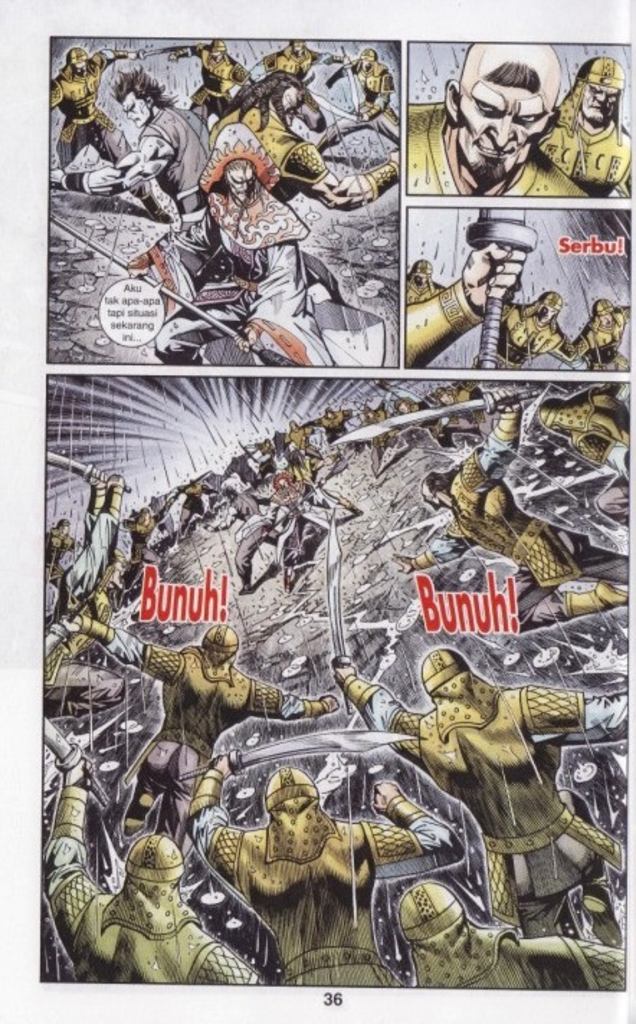 Aku
tak apa-apa
tapi situasi
sekarang
ini...
Serbu!
Bunuh!
Bunuh!
36